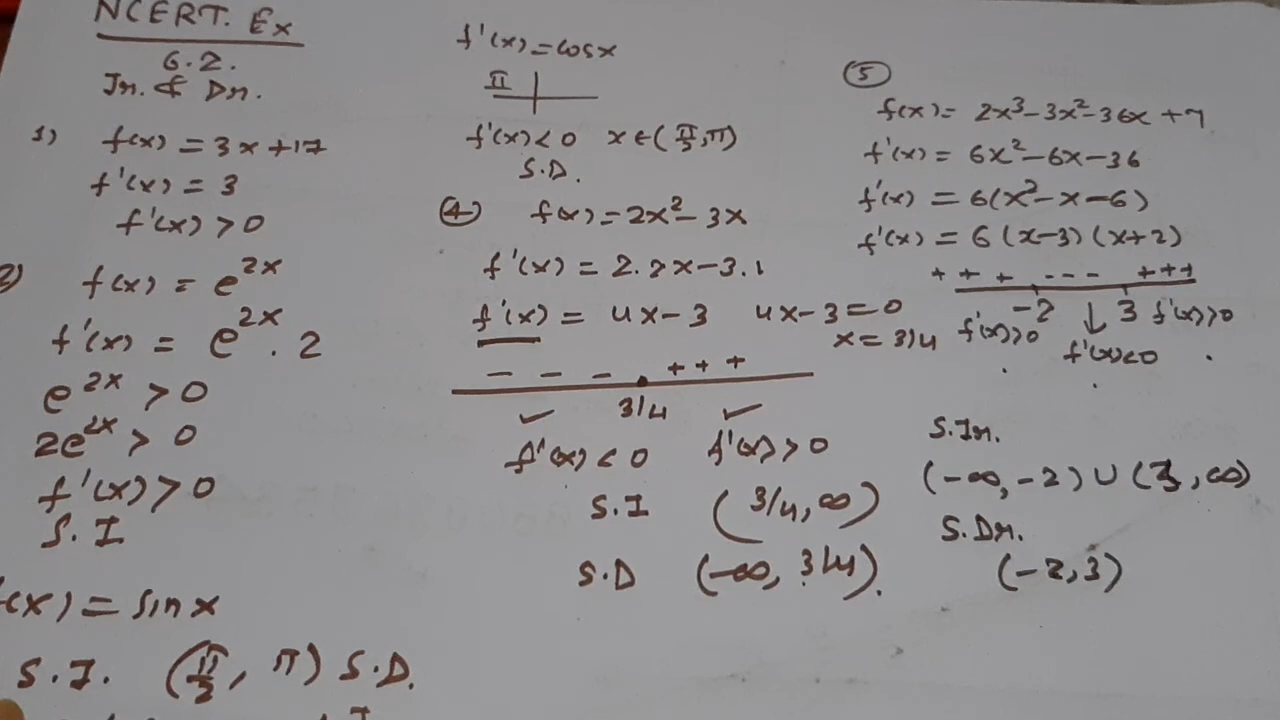 NCERT. Ex
6.2.
In. & Dn.
1) f(x) = 3x+17
f'(x) = 3
f'(x) > 0
2) f(x) = e^2x
f'(x) = e^2x . 2
e^2x > 0
2e^2x > 0
f'(x) > 0
S. I
f(x) = sinx
S. I. (π/2, π) S.D.
f'(x) = cosx
II
f'(x) < 0 x ∈ (π/2, π)
S.D.
④ f(x) = 2x² - 3x
f'(x) = 2.2x - 3.1
f'(x) = 4x - 3 4x - 3 = 0
x = 3/4
- - - + + +
3/4
✓ ✓
f'(x) < 0 f'(x) > 0
S.I (3/4, ∞)
S.D (-∞, 3/4).
⑤
f(x) = 2x³ - 3x² - 36x + 7
f'(x) = 6x² - 6x - 36
f'(x) = 6(x² - x - 6)
f'(x) = 6 (x-3) (x+2)
+ + + - - - + + +
-2 ↓ 3
f'(x)>0 f'(x)<0 f'(x)>0
S.In.
(-∞, -2) ∪ (3, ∞)
S.Dn.
(-2, 3)